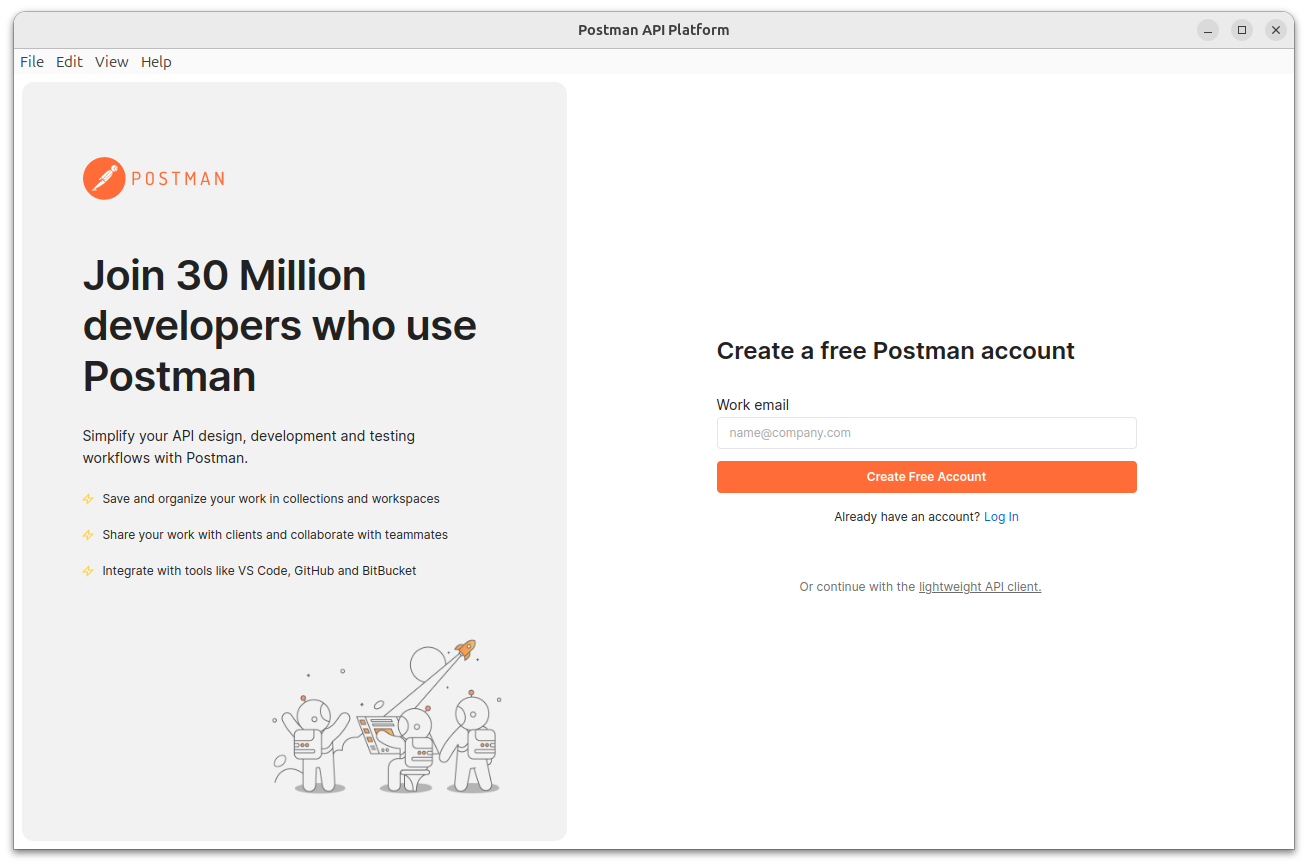 Postman API Platform
File Edit View Help
POSTMAN
Join 30 Million
developers who use
Postman
Simplify your API design, development and testing
workflows with Postman.
Save and organize your work in collections and workspaces
Share your work with clients and collaborate with teammates
Integrate with tools like VS Code, GitHub and BitBucket
Create a free Postman account
Work email
name@company.com
Create Free Account
Already have an account? Log In
Or continue with the lightweight API client.